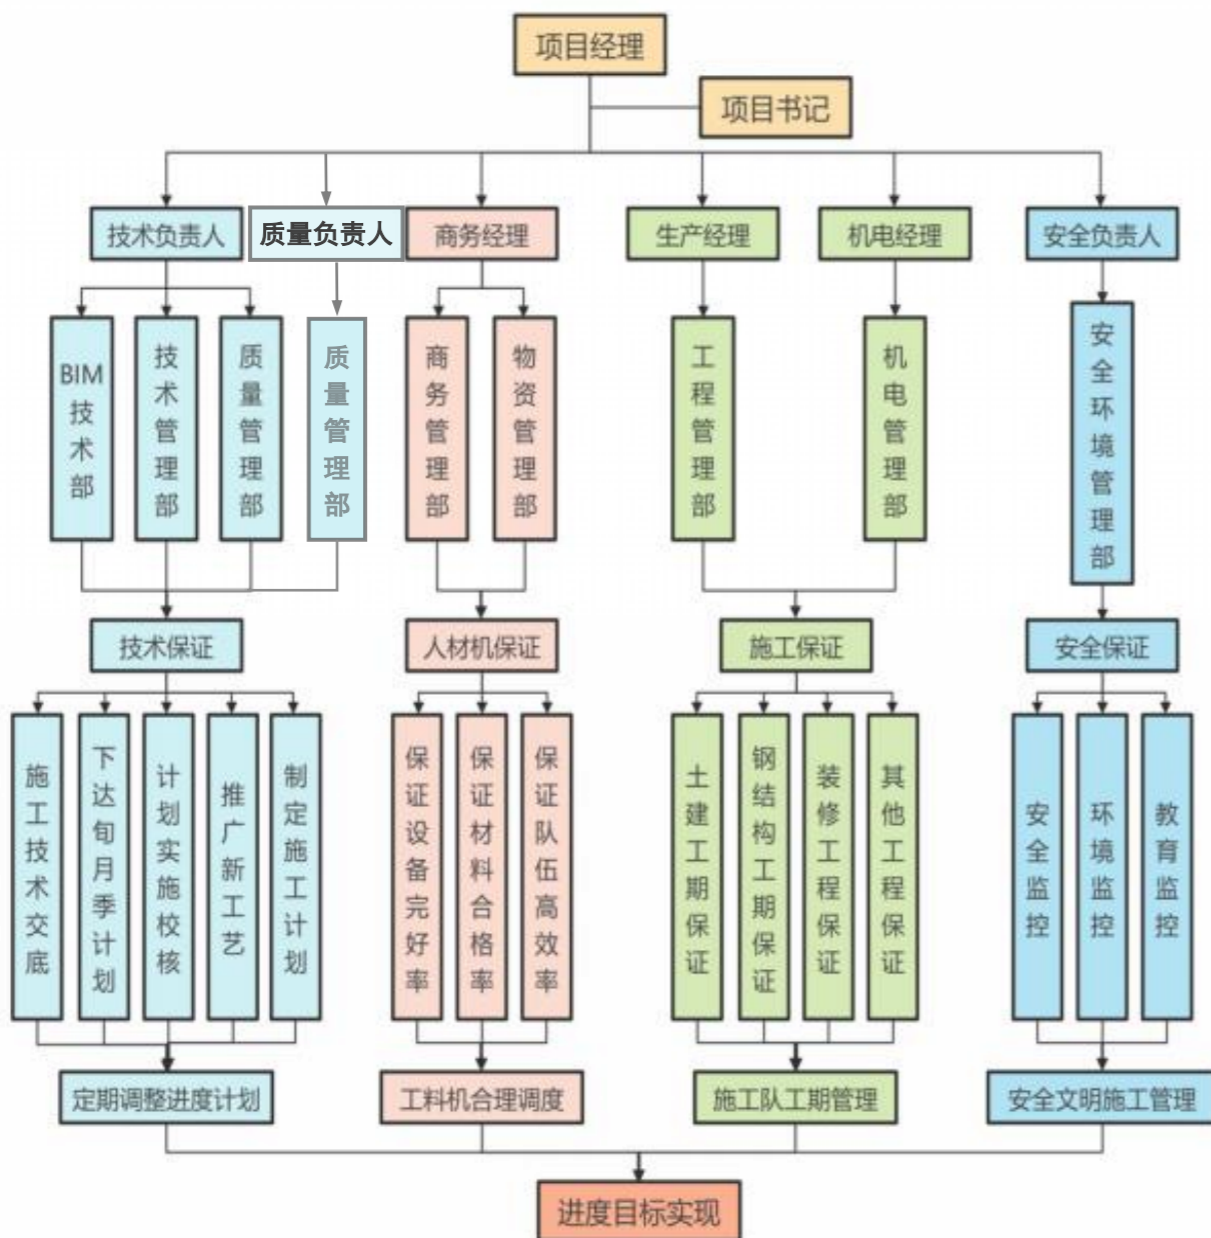 项目经理
项目书记
技术负责人
质量负责人
商务经理
生产经理
机电经理
安全负责人
BIM技术部
技术管理部
质量管理部
质量管理部
商务管理部
物资管理部
工程管理部
机电管理部
安全环境管理部
技术保证
人材机保证
施工保证
安全保证
施工技术交底
下达旬月季计划
计划实施校核
推广新工艺
制定施工计划
保证设备完好率
保证材料合格率
保证队伍高效率
土建工期保证
钢结构工期保证
装修工程保证
其他工程保证
安全监控
环境监控
教育监控
定期调整进度计划
工料机合理调度
施工队工期管理
安全文明施工管理
进度目标实现